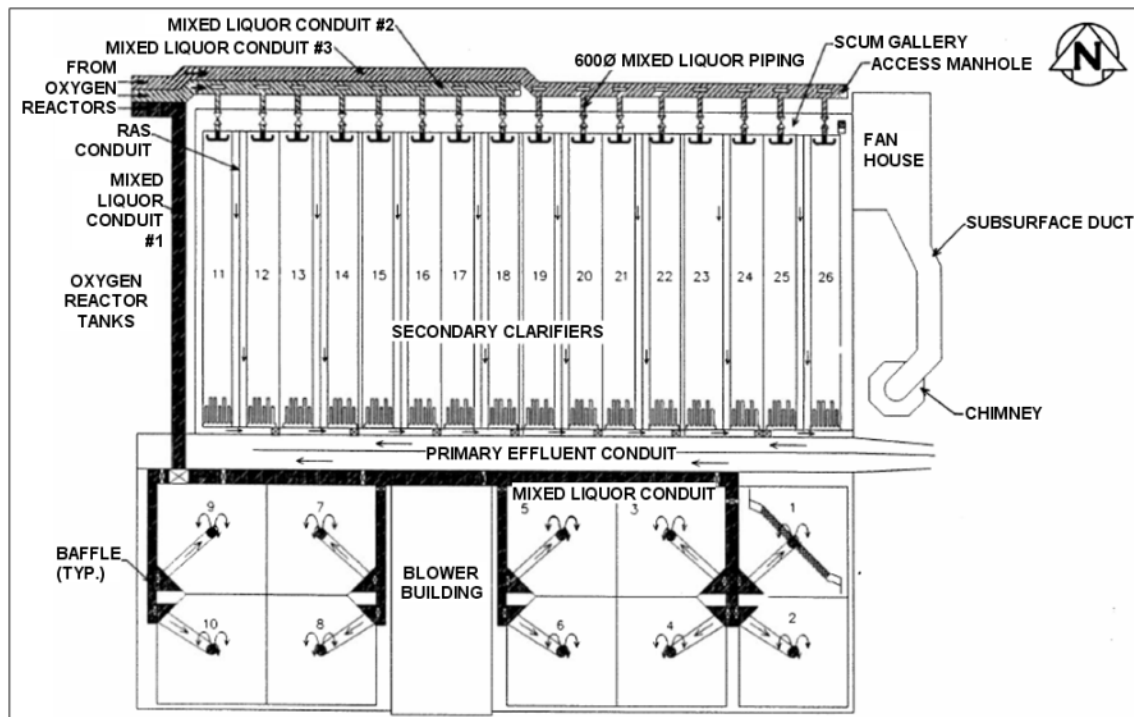 MIXED LIQUOR CONDUIT #2
MIXED LIQUOR CONDUIT #3
FROM
OXYGEN
REACTORS
600Ø MIXED LIQUOR PIPING
SCUM GALLERY
ACCESS MANHOLE
N
RAS
CONDUIT
MIXED
LIQUOR
CONDUIT
#1
FAN
HOUSE
SUBSURFACE DUCT
OXYGEN
REACTOR
TANKS
11 12 13 14 15 16 17 18 19 20 21 22 23 24 25 26
SECONDARY CLARIFIERS
CHIMNEY
PRIMARY EFFLUENT CONDUIT
MIXED LIQUOR CONDUIT
9 7 5 3 1
BAFFLE
(TYP.)
BLOWER
BUILDING
10 8 6 4 2